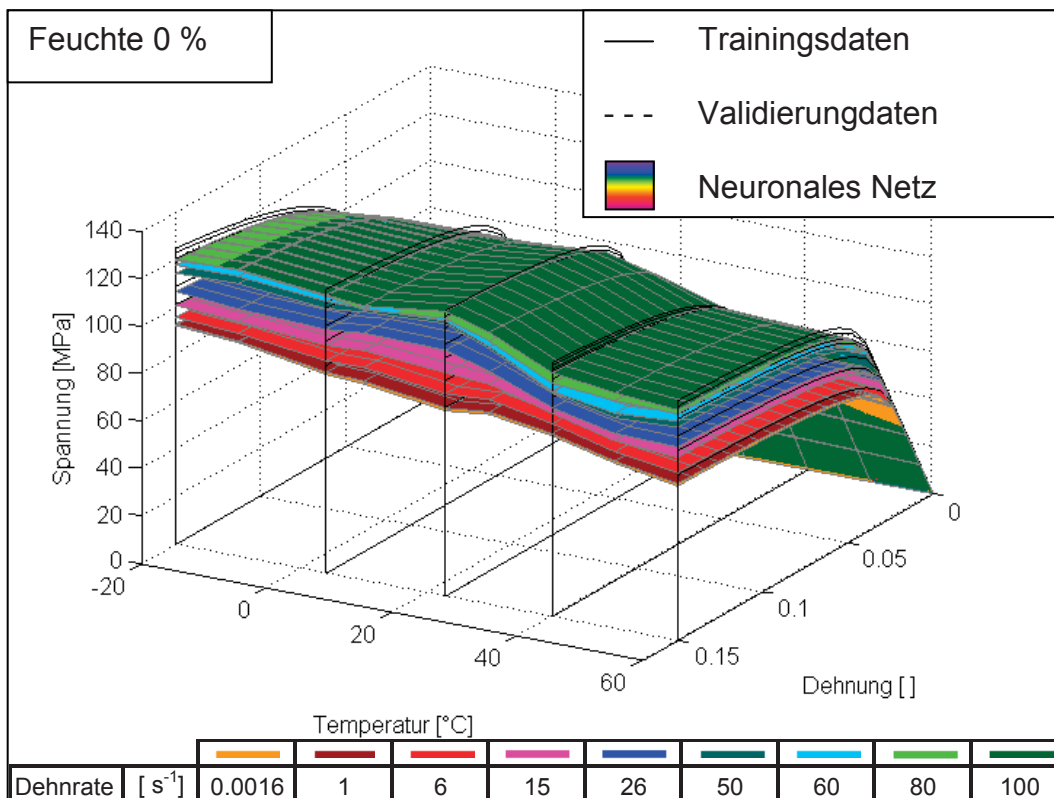 Feuchte 0 %
Trainingsdaten
Validierungdaten
Neuronales Netz
140
120
100
80
60
40
20
0
Spannung [MPa]
-20
0
20
40
60
Temperatur [°C]
0
0.05
0.1
0.15
Dehnung [ ]
Dehnrate [ s⁻¹] 0.0016 1 6 15 26 50 60 80 100